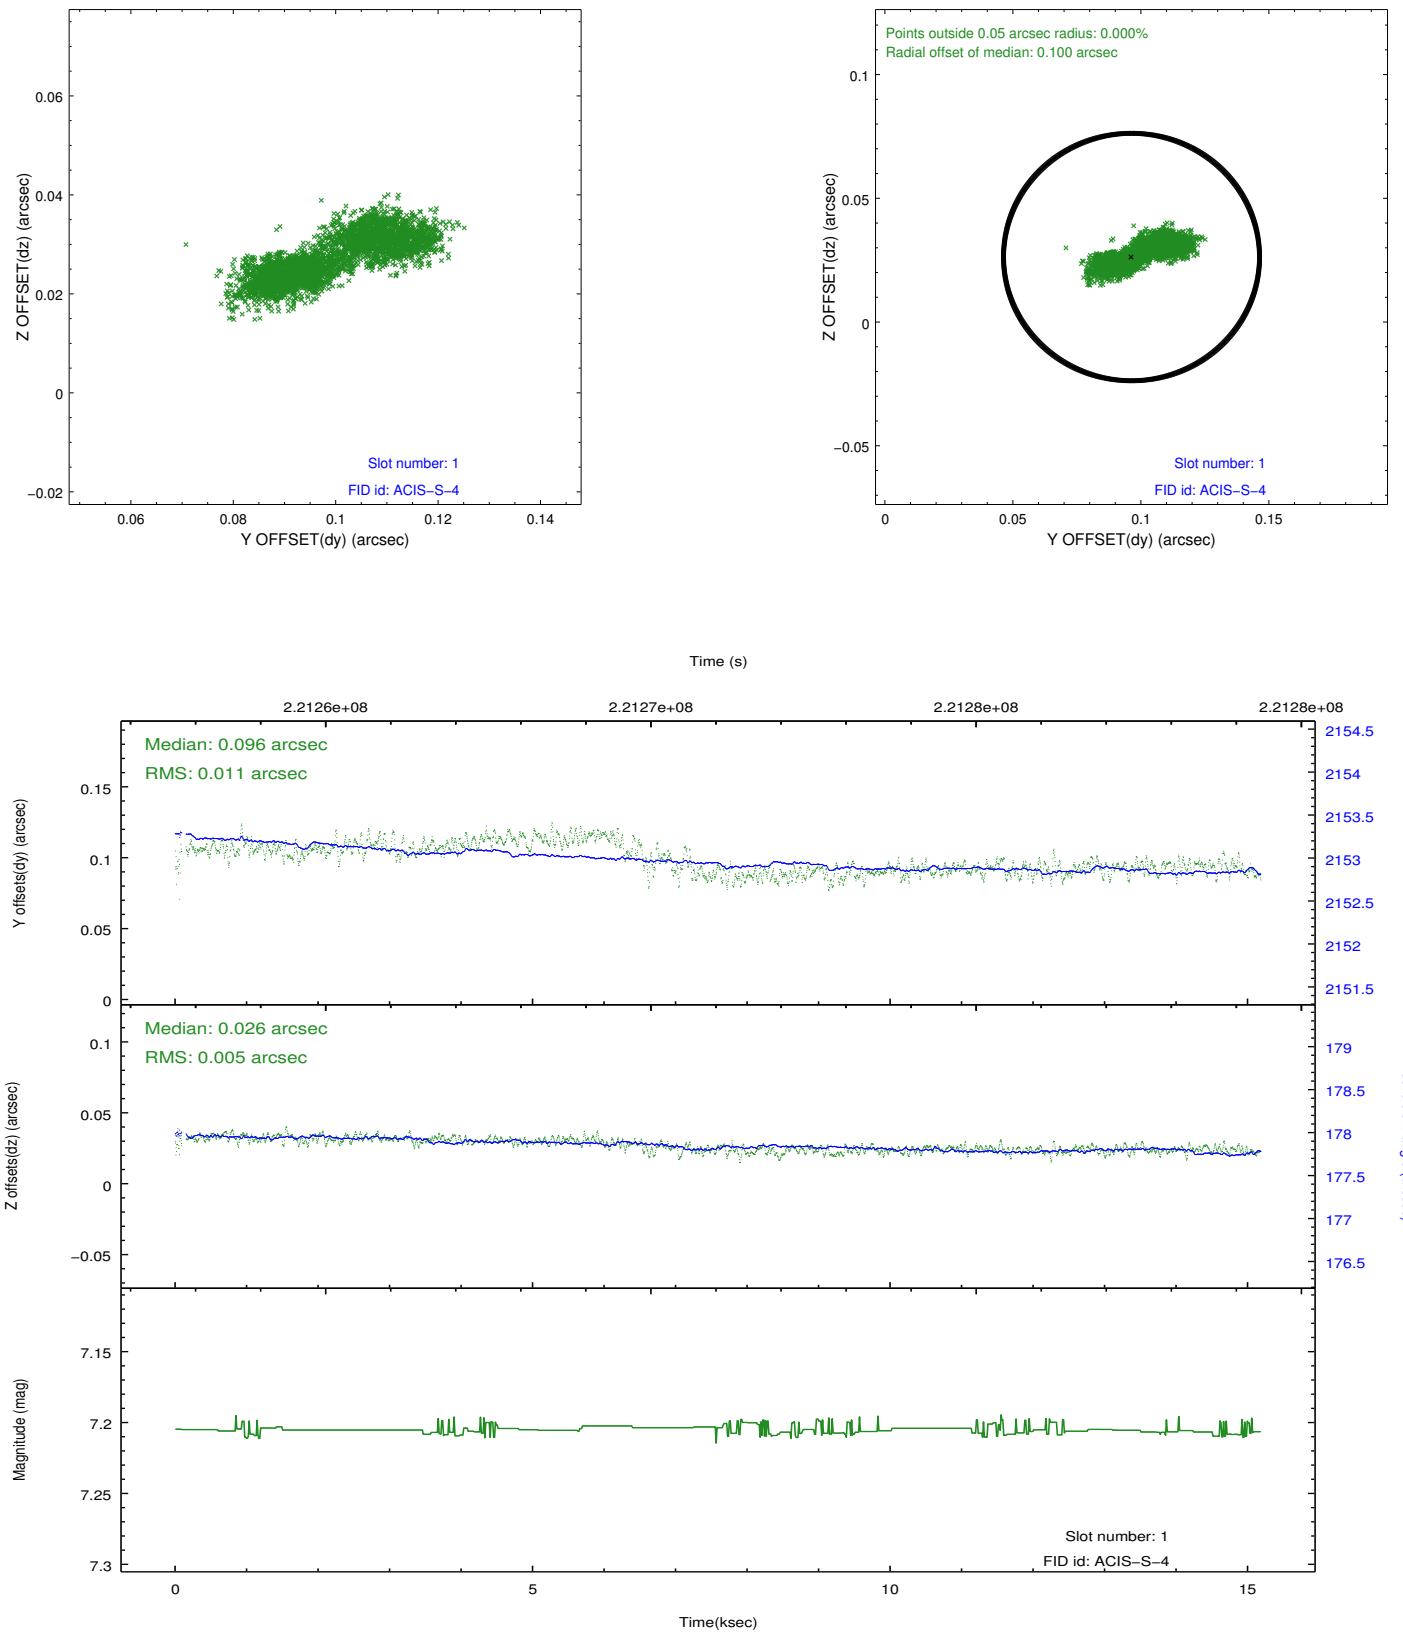 0.06
0.04
0.02
0
−0.02
Z OFFSET(dz) (arcsec)
Slot number: 1
FID id: ACIS−S−4
0.06 0.08 0.1 0.12 0.14
Y OFFSET(dy) (arcsec)
Points outside 0.05 arcsec radius: 0.000%
Radial offset of median: 0.100 arcsec
0.1
0.05
0
−0.05
Z OFFSET(dz) (arcsec)
Slot number: 1
FID id: ACIS−S−4
0 0.05 0.1 0.15
Y OFFSET(dy) (arcsec)
Time (s)
2.2126e+08 2.2127e+08 2.2128e+08 2.2128e+08
Median: 0.096 arcsec
RMS: 0.011 arcsec
0.15
0.1
0.05
0
Y offsets(dy) (arcsec)
2154.5
2154
2153.5
2153
2152.5
2152
2151.5
Median: 0.026 arcsec
RMS: 0.005 arcsec
0.1
0.05
0
−0.05
Z offsets(dz) (arcsec)
179
178.5
178
177.5
177
176.5
7.15
7.2
7.25
7.3
Magnitude (mag)
Slot number: 1
FID id: ACIS−S−4
0 5 10 15
Time(ksec)